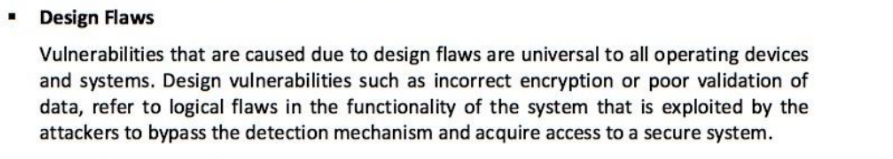 ▪ Design Flaws
Vulnerabilities that are caused due to design flaws are universal to all operating devices
and systems. Design vulnerabilities such as incorrect encryption or poor validation of
data, refer to logical flaws in the functionality of the system that is exploited by the
attackers to bypass the detection mechanism and acquire access to a secure system.